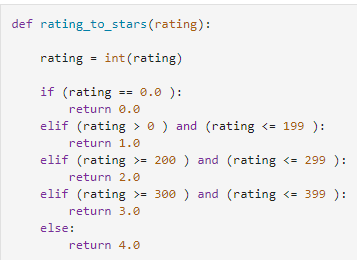 def rating_to_stars(rating):
rating = int(rating)
if (rating == 0.0 ):
return 0.0
elif (rating > 0 ) and (rating <= 199 ):
return 1.0
elif (rating >= 200 ) and (rating <= 299 ):
return 2.0
elif (rating >= 300 ) and (rating <= 399 ):
return 3.0
else:
return 4.0